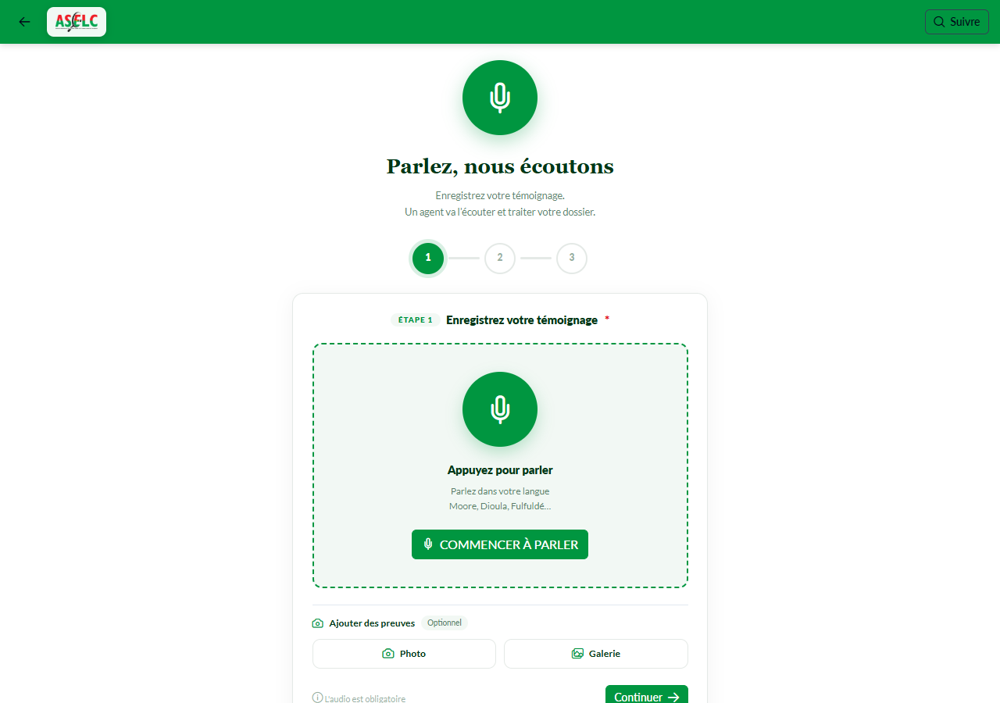 ASCLC
Suivre
Parlez, nous écoutons
Enregistrez votre témoignage.
Un agent va l'écouter et traiter votre dossier.
1 2 3
ÉTAPE 1 Enregistrez votre témoignage *
Appuyez pour parler
Parlez dans votre langue
Moore, Dioula, Fulfuldé...
COMMENCER À PARLER
Ajouter des preuves Optionnel
Photo Galerie
L'audio est obligatoire Continuer